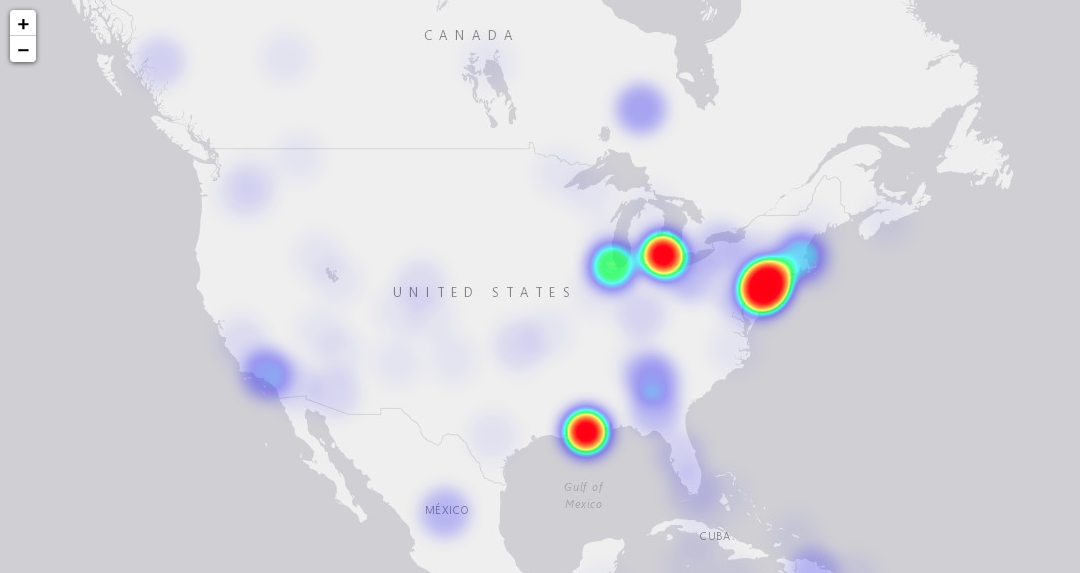 +
−
CANADA
UNITED STATES
Gulf of
Mexico
MÉXICO
CUBA